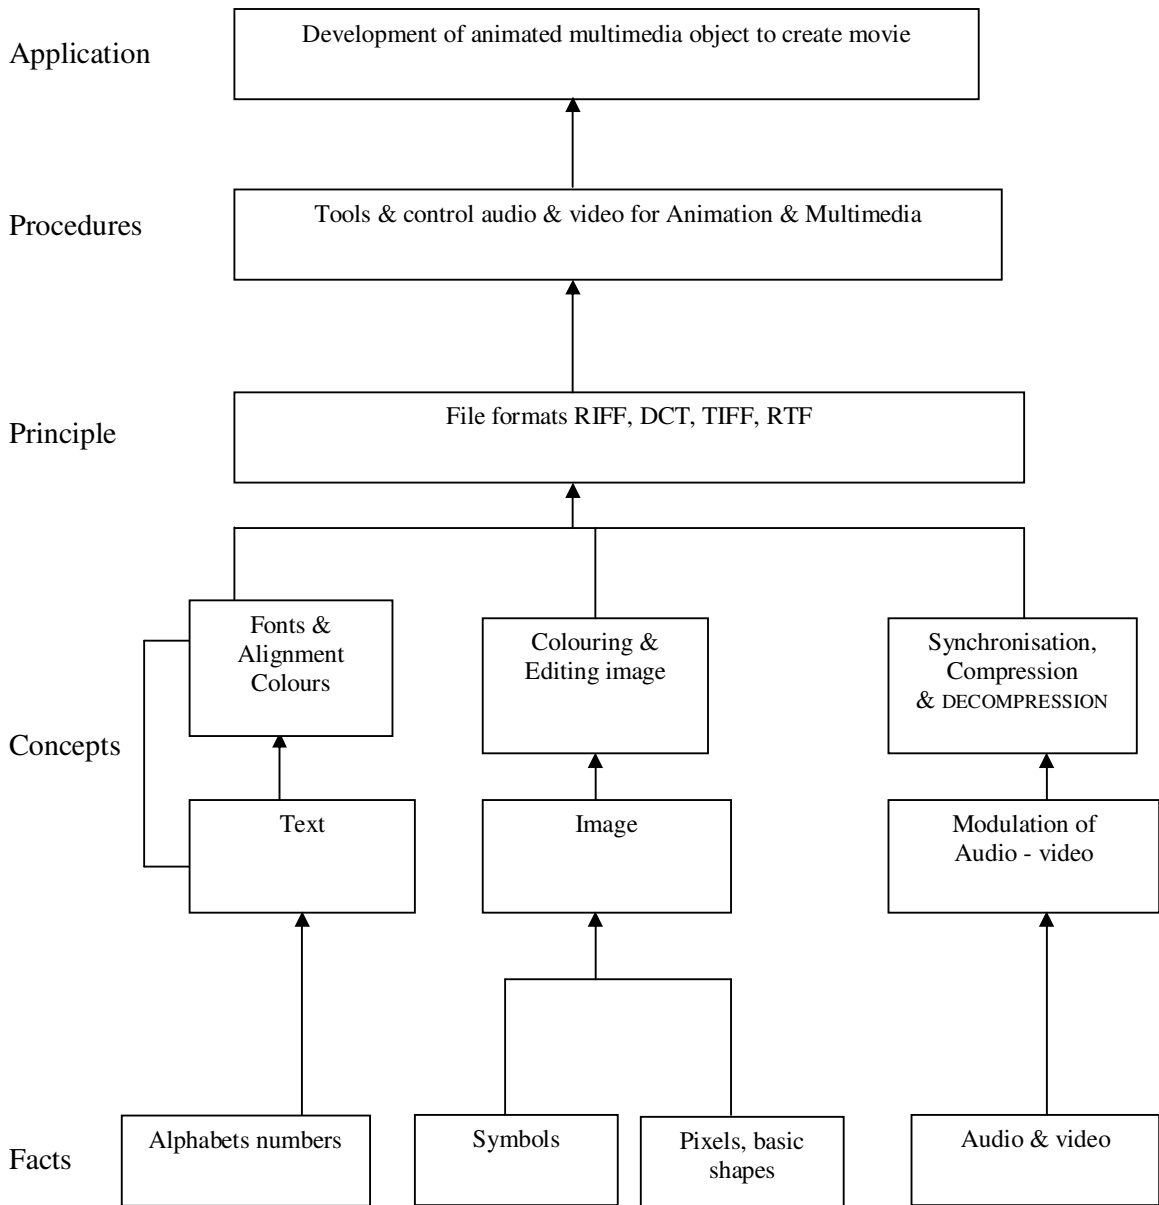 Application
Development of animated multimedia object to create movie
Procedures
Tools & control audio & video for Animation & Multimedia
Principle
File formats RIFF, DCT, TIFF, RTF
Concepts
Fonts &
Alignment
Colours
Colouring &
Editing image
Synchronisation,
Compression
& DECOMPRESSION
Text
Image
Modulation of
Audio - video
Facts
Alphabets numbers
Symbols
Pixels, basic
shapes
Audio & video